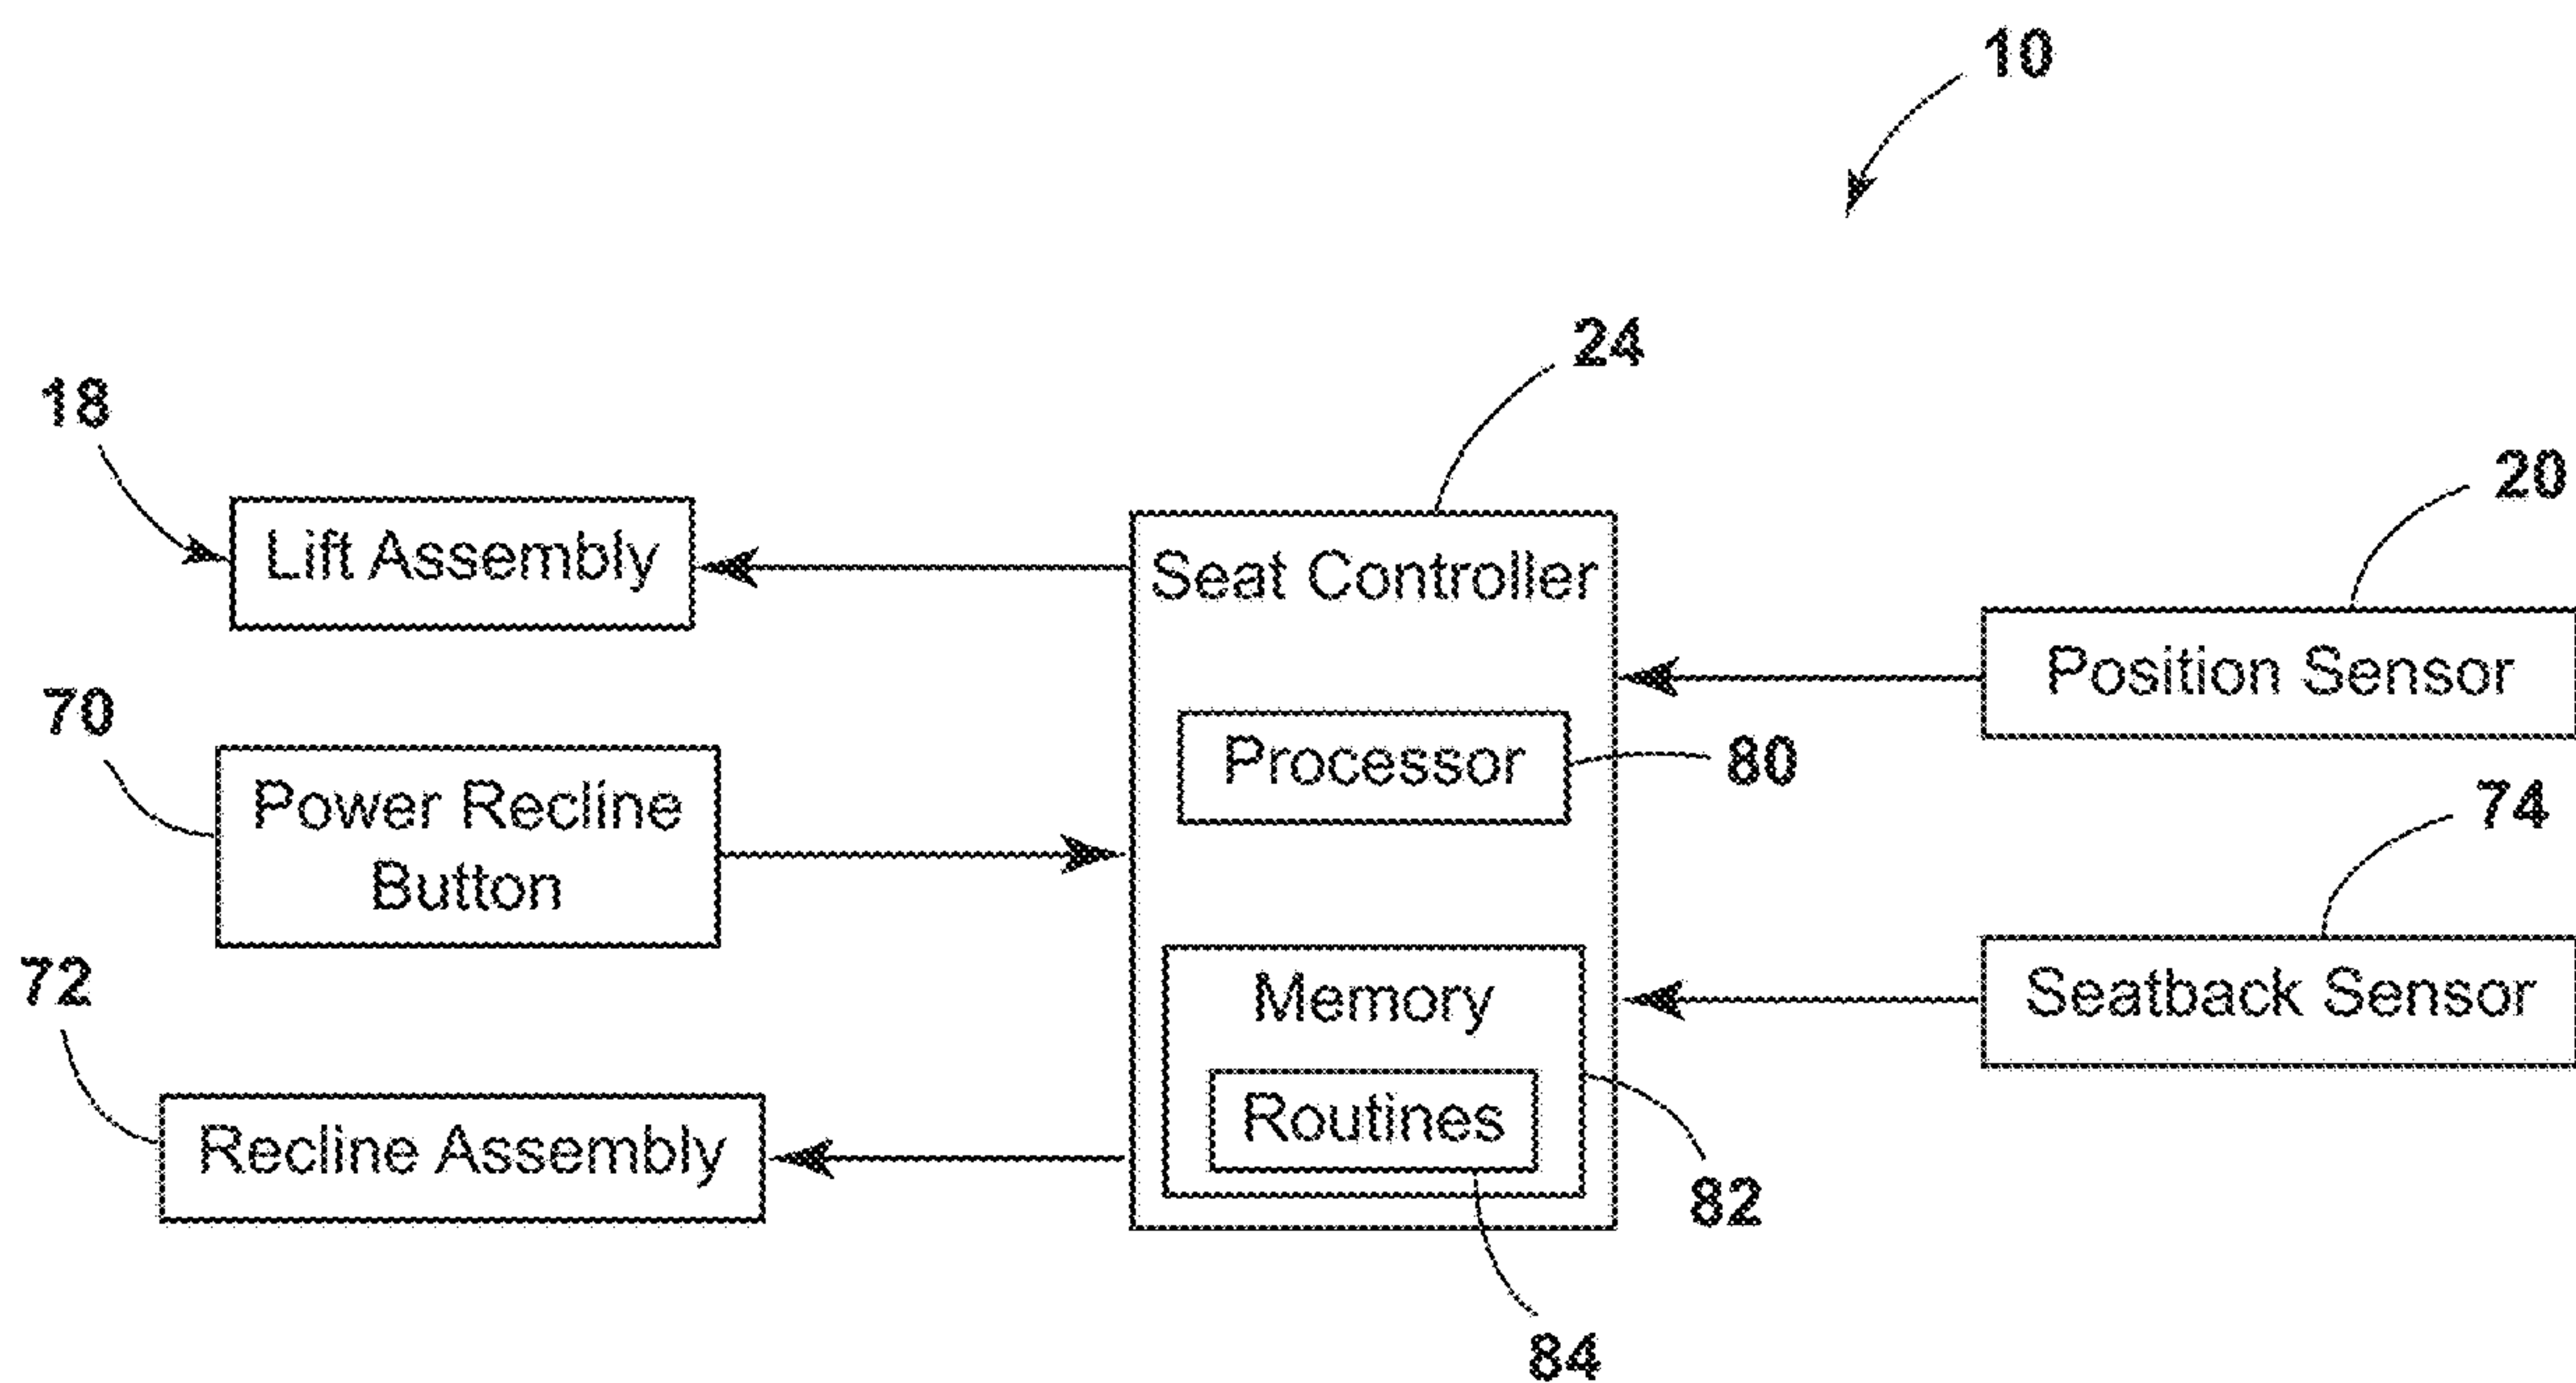 10
24
18
20
Lift Assembly
Seat Controller
Position Sensor
70
Processor
80
74
Power Recline
Button
72
Memory
Seatback Sensor
Routines
Recline Assembly
82
84